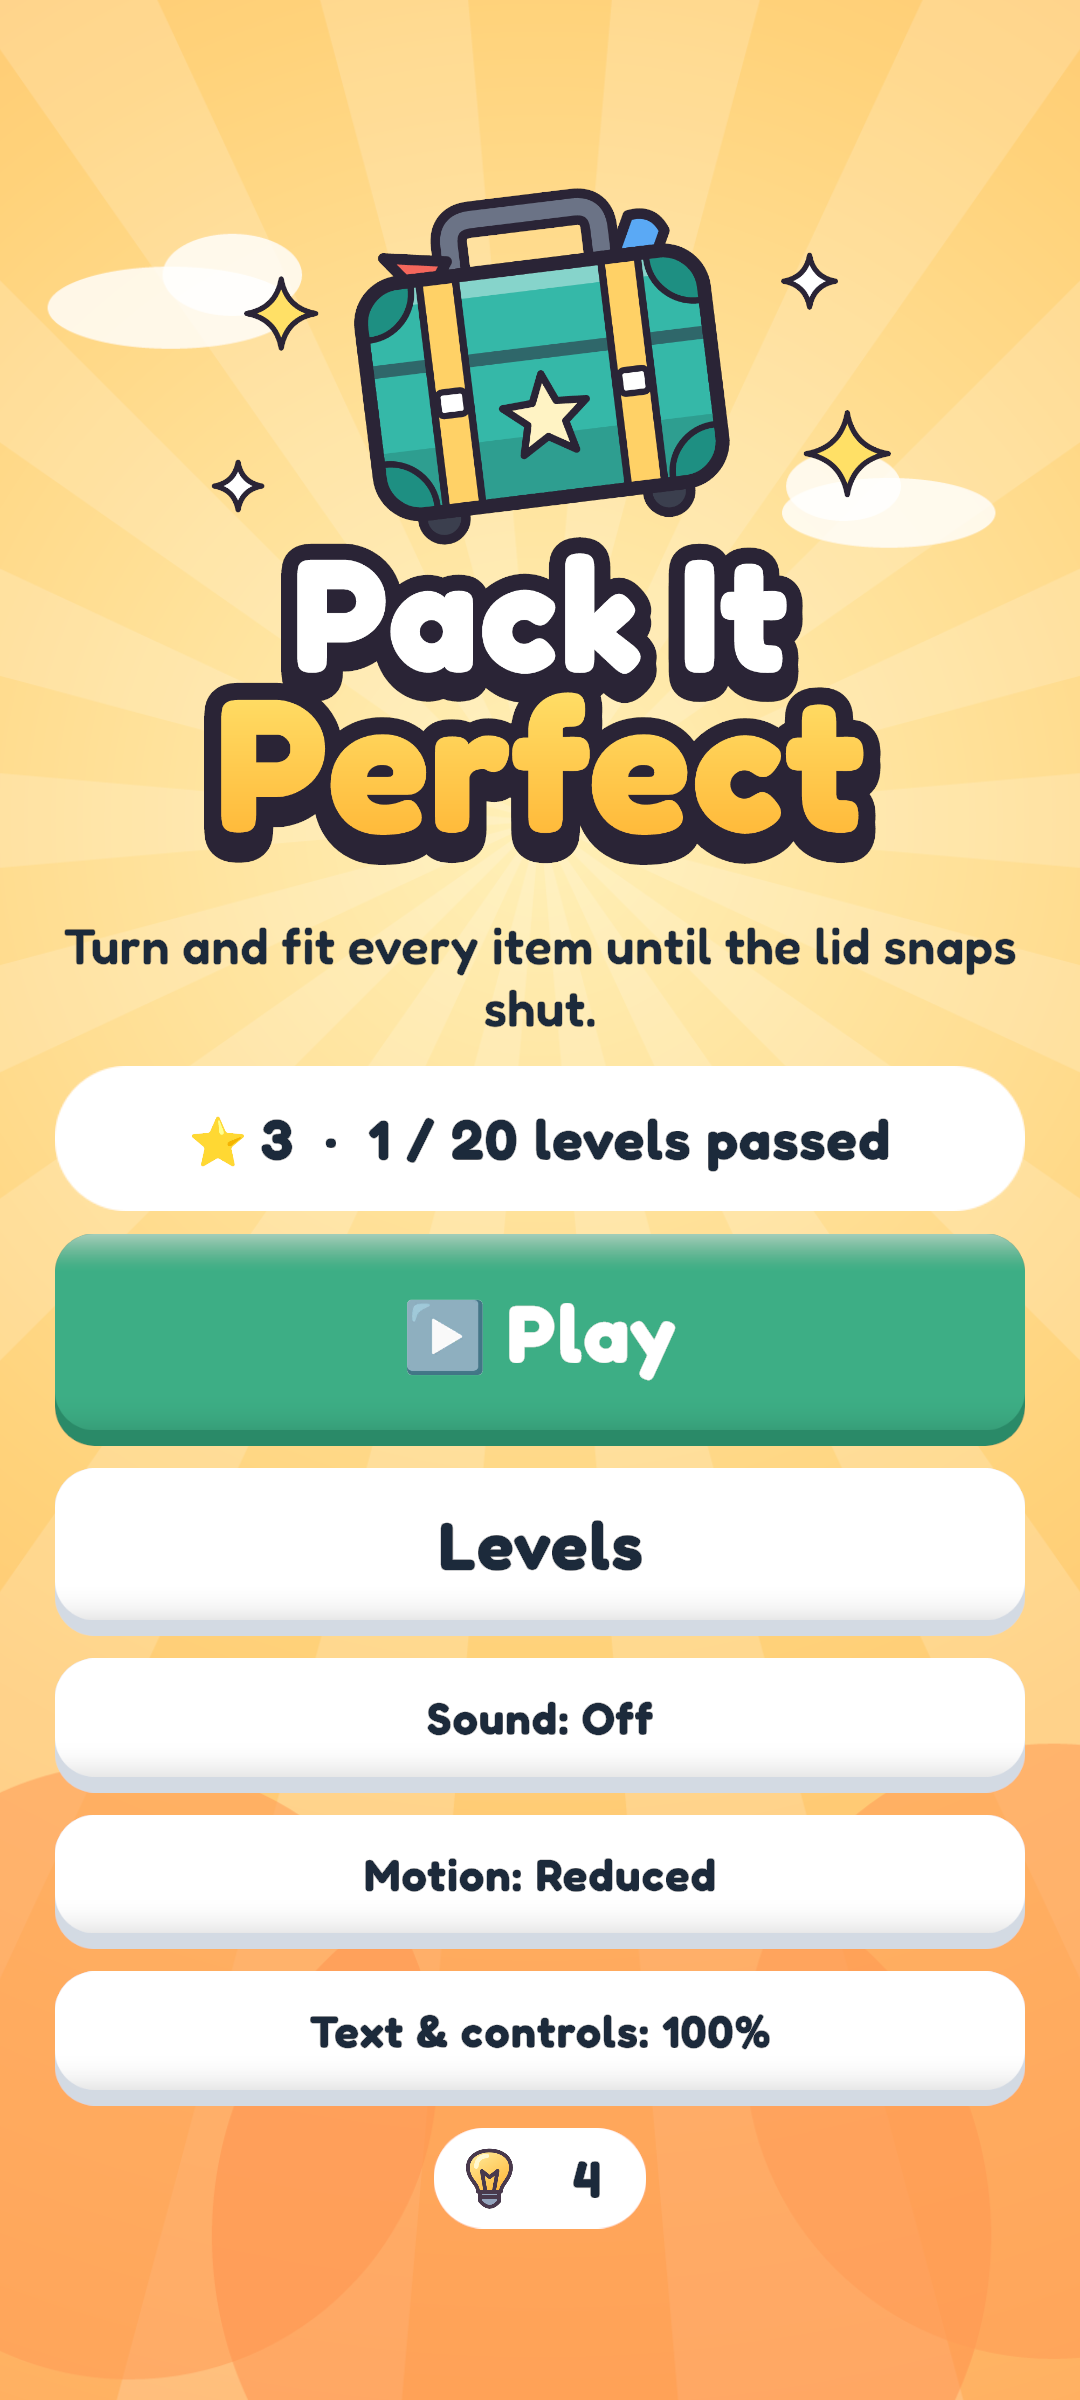 Pack It
Perfect
Turn and fit every item until the lid snaps
shut.
⭐ 3 · 1 / 20 levels passed
▶️ Play
Levels
Sound: Off
Motion: Reduced
Text & controls: 100%
💡 4